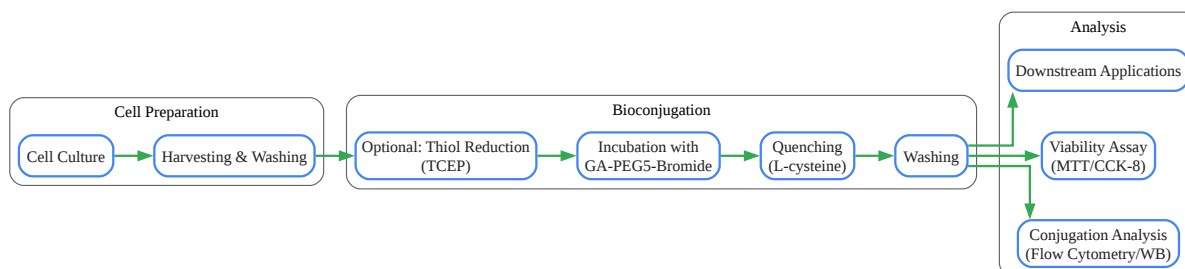 Cell Preparation
Cell Culture
Harvesting & Washing
Bioconjugation
Optional: Thiol Reduction
(TCEP)
Incubation with
GA-PEG5-Bromide
Quenching
(L-cysteine)
Washing
Analysis
Downstream Applications
Viability Assay
(MTT/CCK-8)
Conjugation Analysis
(Flow Cytometry/WB)